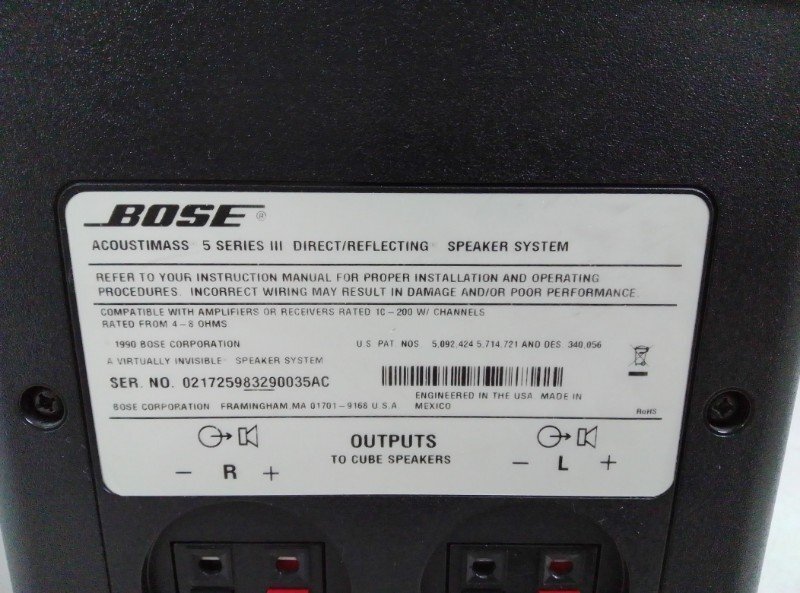 BOSE ®
ACOUSTIMASS 5 SERIES III DIRECT/REFLECTING SPEAKER SYSTEM
REFER TO YOUR INSTRUCTION MANUAL FOR PROPER INSTALLATION AND OPERATING
PROCEDURES. INCORRECT WIRING MAY RESULT IN DAMAGE AND/OR POOR PERFORMANCE.
COMPATIBLE WITH AMPLIFIERS OR RECEIVERS RATED 1C-200 W/ CHANNELS
RATED FROM 4-8 OHMS
1990 BOSE CORPORATION U.S. PAT NOS 5,092,424 5,714,721 AND DES. 340,056
A VIRTUALLY INVISIBLE SPEAKER SYSTEM
SER. NO. 021725983290035AC
BOSE CORPORATION FRAMINGHAM,MA 01701-9168 U.S.A
ENGINEERED IN THE USA MADE IN
MEXICO
RoHS
OUTPUTS
TO CUBE SPEAKERS
- R +
- L +